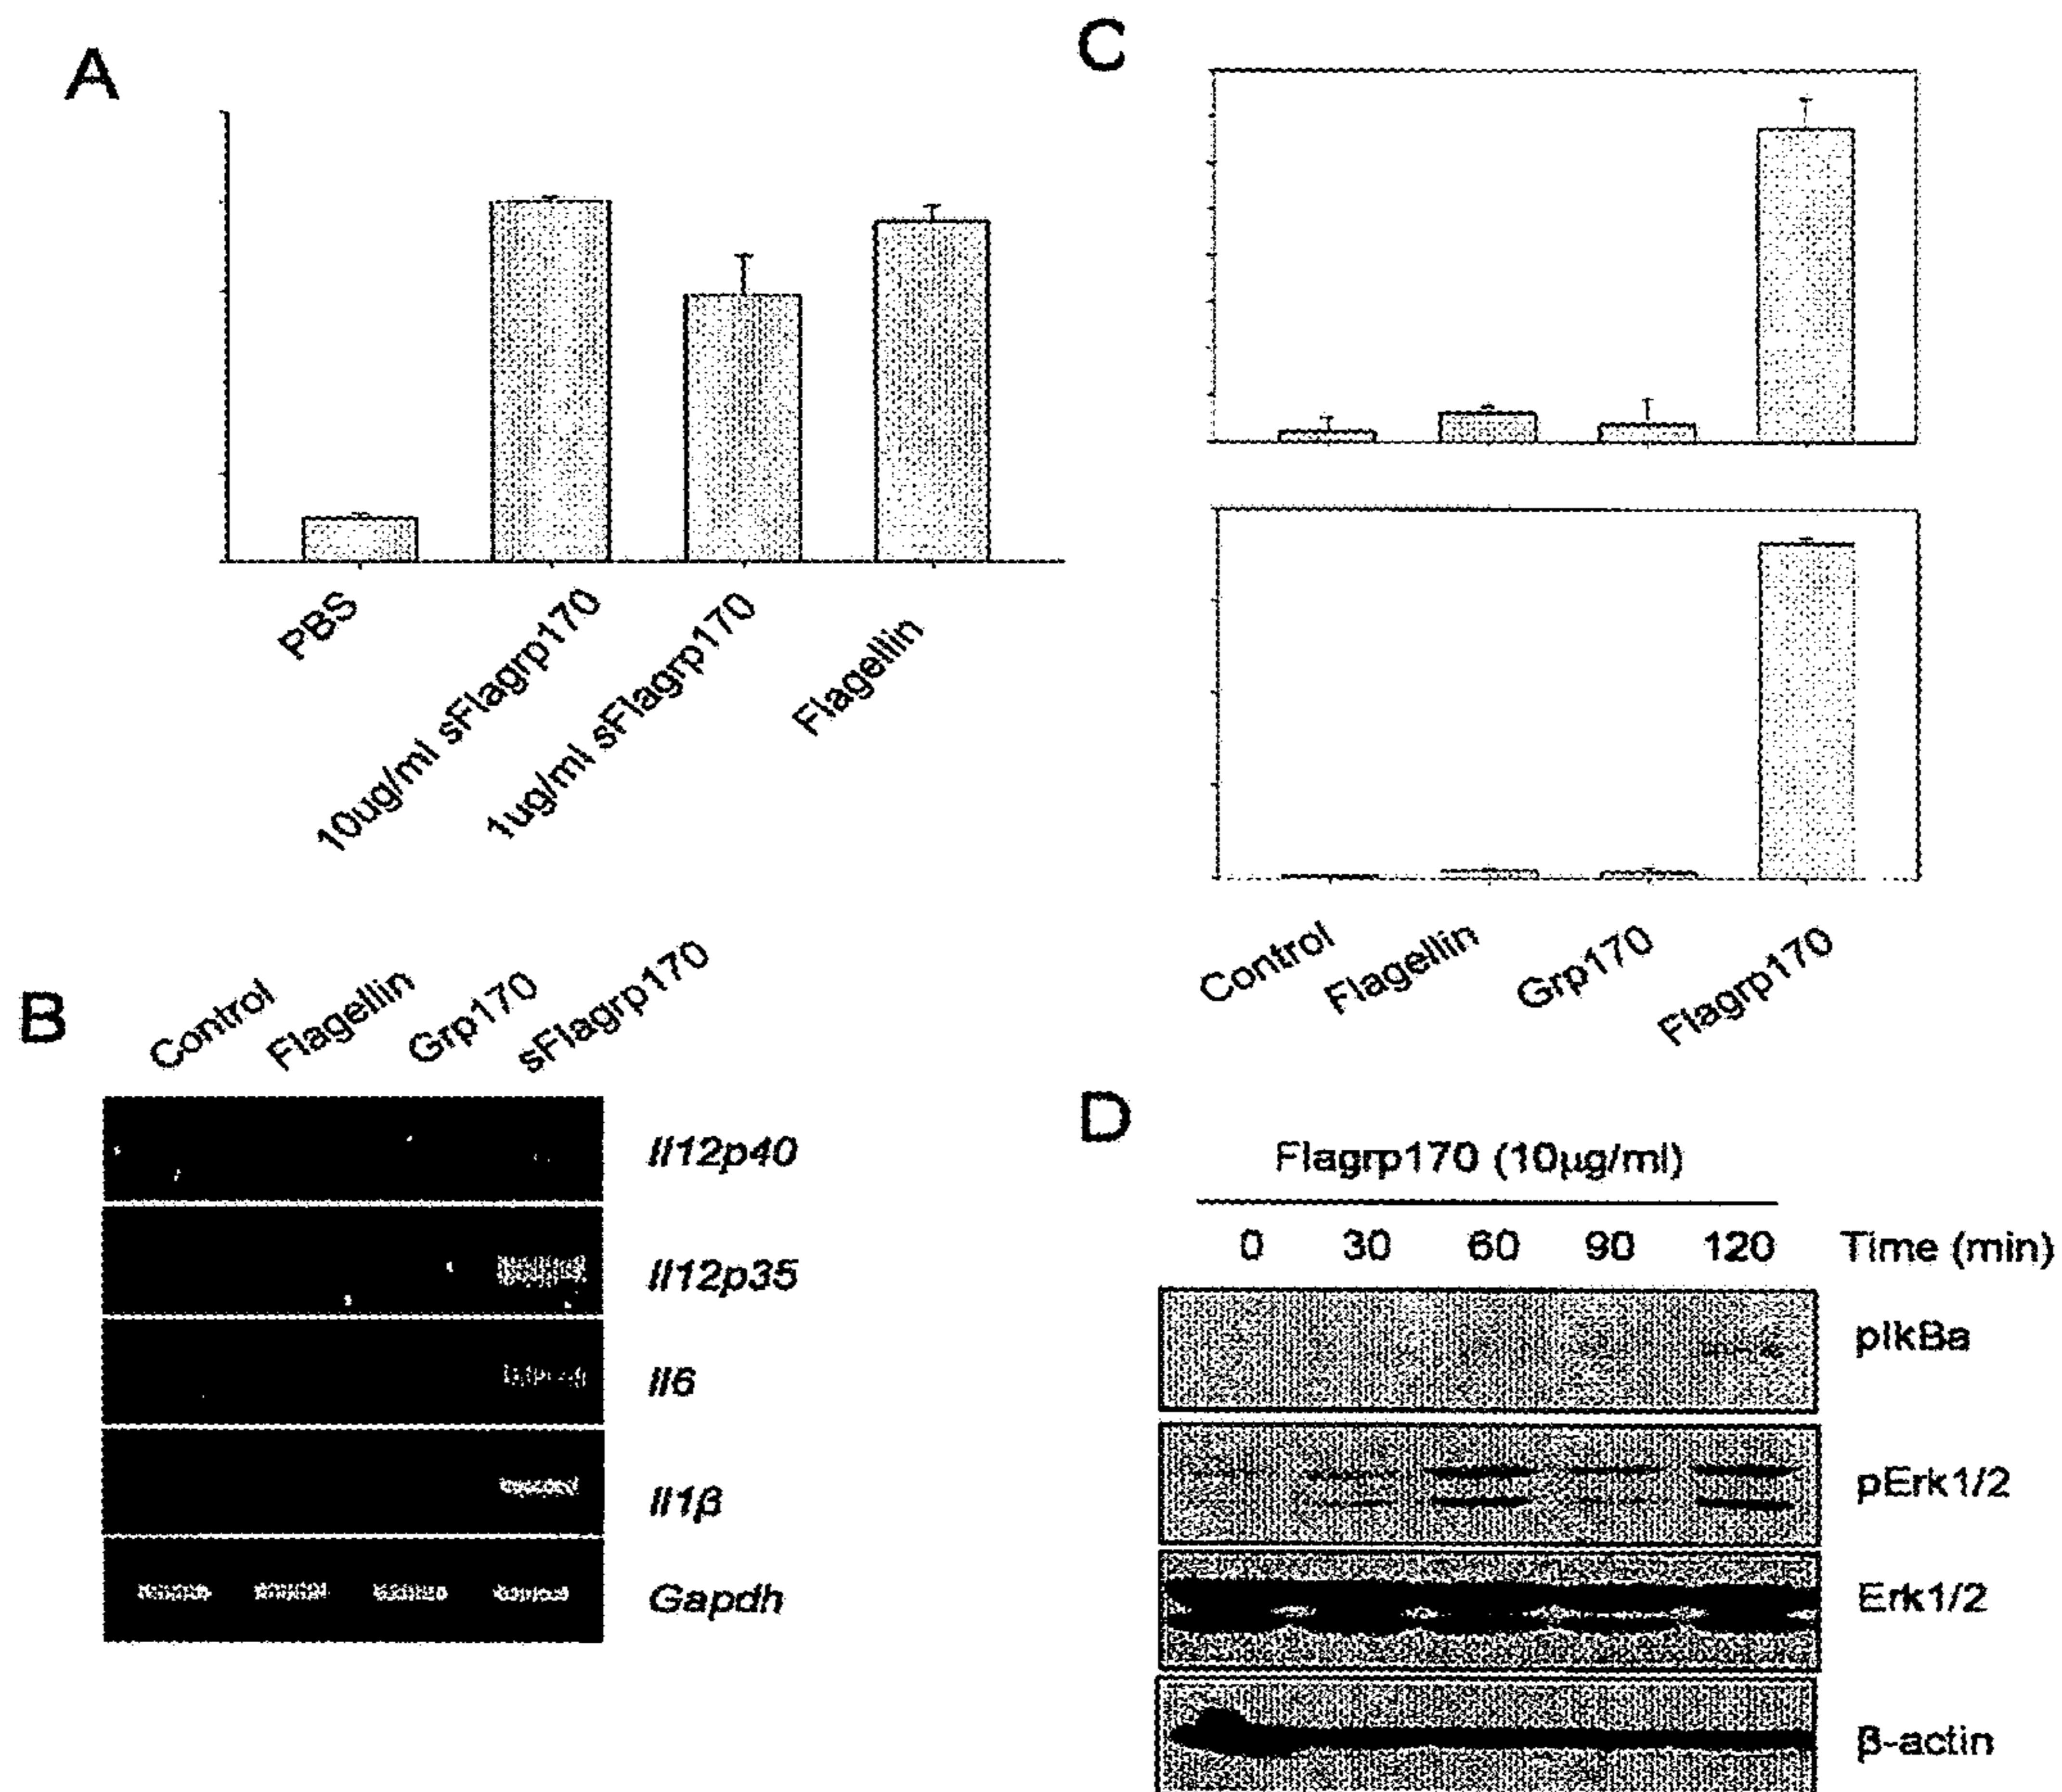 A
PBS
10ug/ml sFlagrp170
1ug/ml sFlagrp170
Flagellin
B
Control
Flagellin
Grp170
sFlagrp170
Il12p40
Il12p35
Il6
Il1β
Gapdh
C
Control
Flagellin
Grp170
Flagrp170
D
Flagrp170 (10μg/ml)
0 30 60 90 120 Time (min)
pIkBa
pErk1/2
Erk1/2
β-actin